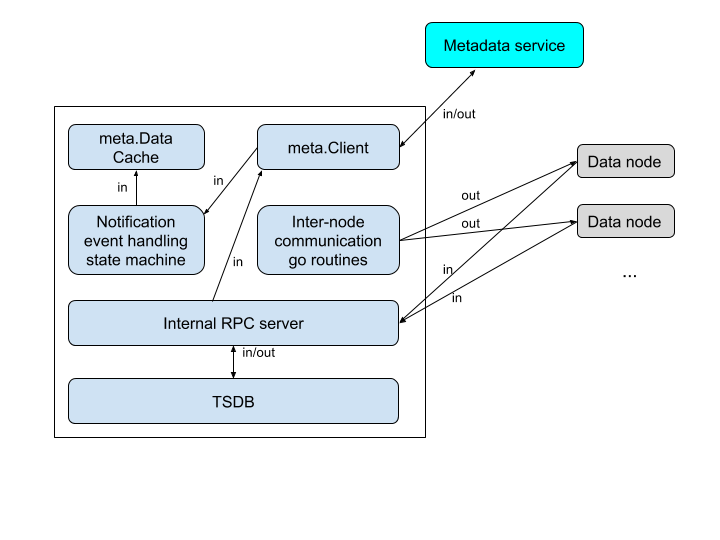 Metadata service
in/out
meta.Data
Cache
meta.Client
Data node
in
in
out
Notification
event handling
state machine
Inter-node
communication
go routines
out
Data node
in
in
...
in
Internal RPC server
in/out
TSDB